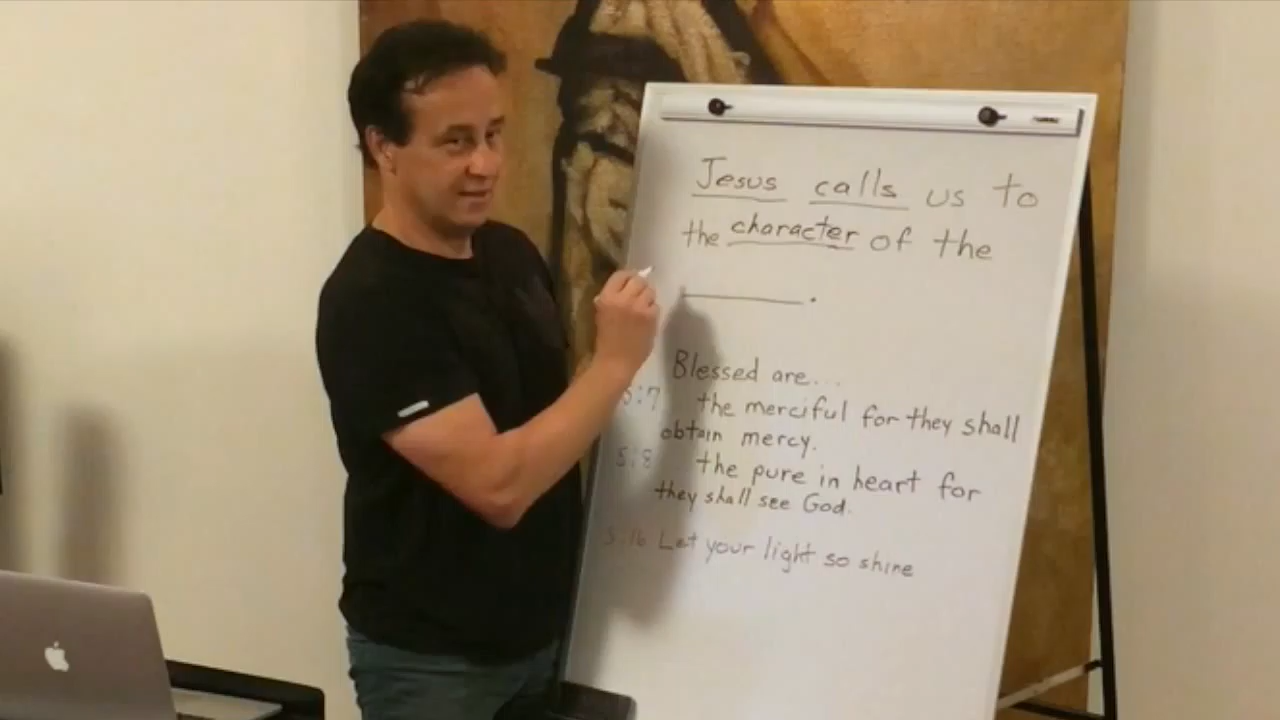 Jesus calls us to
the character of the
.
Blessed are...
5:7 the merciful for they shall
obtain mercy.
5:8 the pure in heart for
they shall see God.
5:16 Let your light so shine